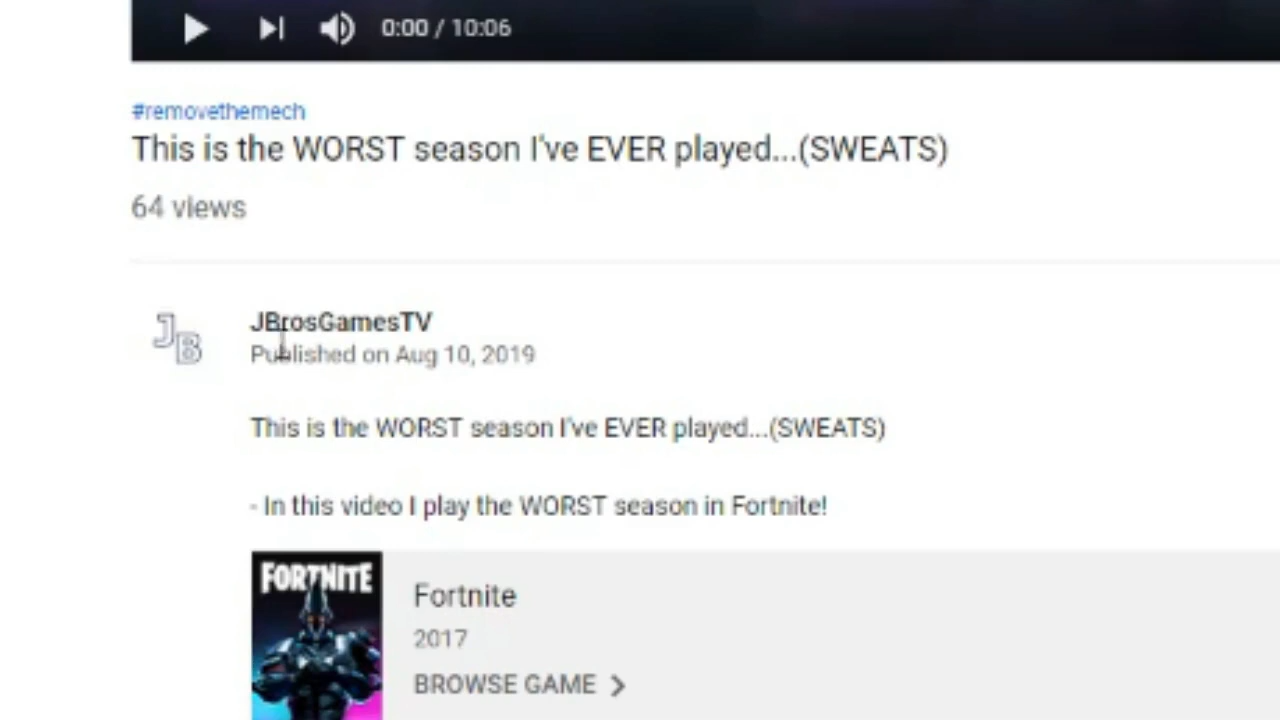 0:00 / 10:06
#removethemech
This is the WORST season I've EVER played...(SWEATS)
64 views
JB
JBrosGamesTV
Published on Aug 10, 2019
This is the WORST season I've EVER played...(SWEATS)
- In this video I play the WORST season in Fortnite!
FORTNITE
Fortnite
2017
BROWSE GAME